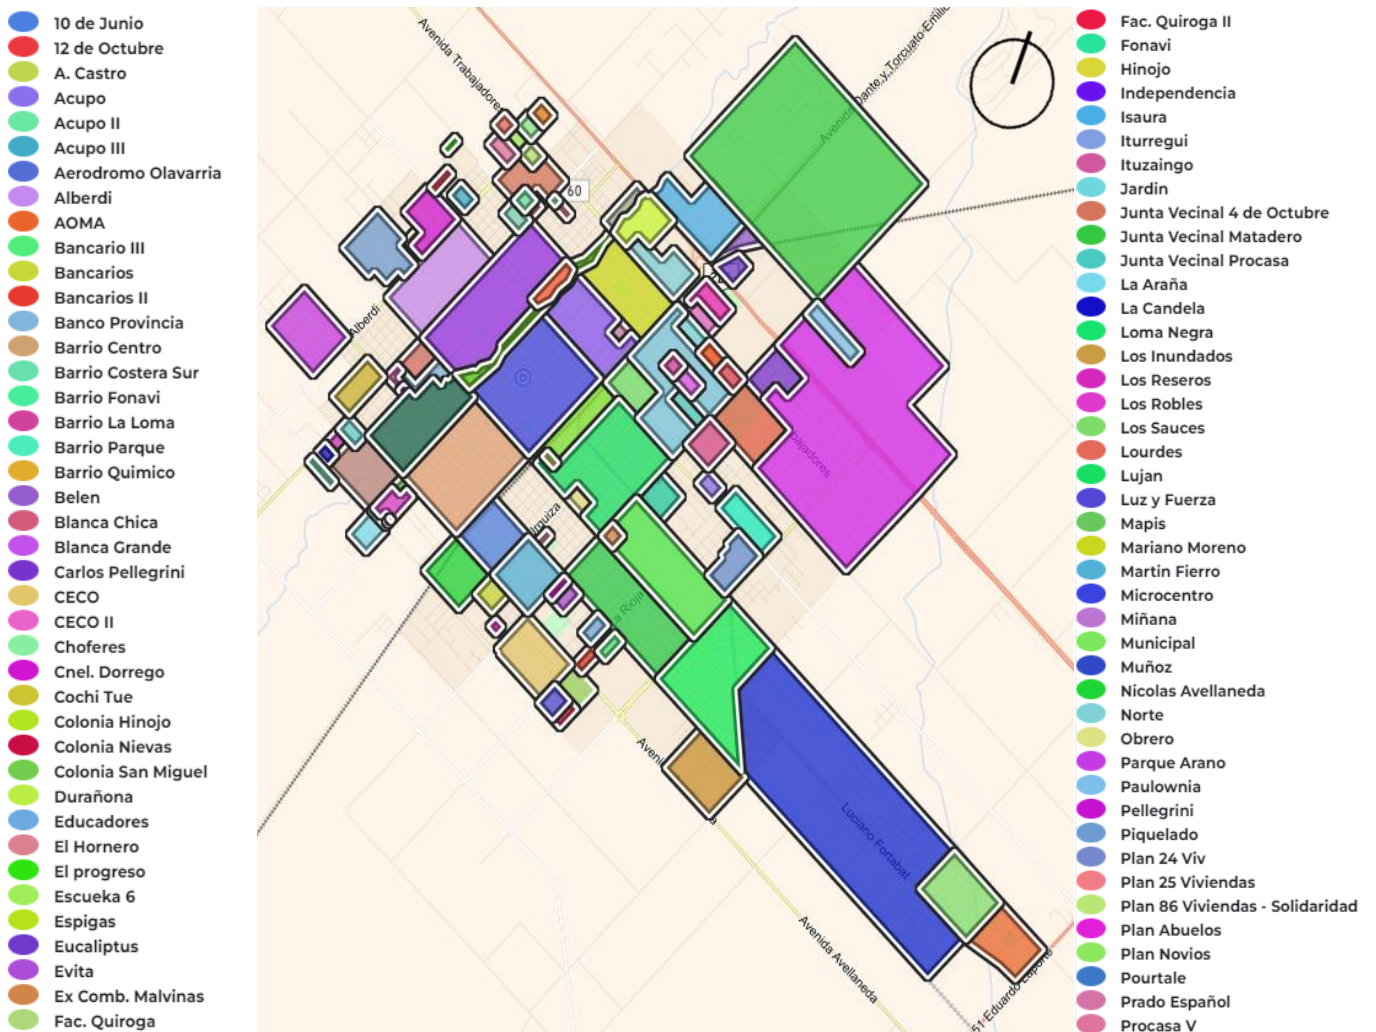 10 de Junio
12 de Octubre
A. Castro
Acupo
Acupo II
Acupo III
Aerodromo Olavarria
Alberdi
AOMA
Bancario III
Bancarios
Bancarios II
Banco Provincia
Barrio Centro
Barrio Costera Sur
Barrio Fonavi
Barrio La Loma
Barrio Parque
Barrio Quimico
Belen
Blanca Chica
Blanca Grande
Carlos Pellegrini
CECO
CECO II
Choferes
Cnel. Dorrego
Cochi Tue
Colonia Hinojo
Colonia Nievas
Colonia San Miguel
Durañona
Educadores
El Hornero
El progreso
Escueka 6
Espigas
Eucaliptus
Evita
Ex Comb. Malvinas
Fac. Quiroga
Avenida Trabajadores
Avenida Dante y Torcuato Emilio
60
Alberdi
bajadores
Urquiza
La Rioja
Aveni
Luciano Fortabat
Avenida Avellaneda
51 Eduardo Laporte
Fac. Quiroga II
Fonavi
Hinojo
Independencia
Isaura
Iturregui
Ituzaingo
Jardin
Junta Vecinal 4 de Octubre
Junta Vecinal Matadero
Junta Vecinal Procasa
La Araña
La Candela
Loma Negra
Los Inundados
Los Reseros
Los Robles
Los Sauces
Lourdes
Lujan
Luz y Fuerza
Mapis
Mariano Moreno
Martin Fierro
Microcentro
Miñana
Municipal
Muñoz
Nicolas Avellaneda
Norte
Obrero
Parque Arano
Paulownia
Pellegrini
Piquelado
Plan 24 Viv
Plan 25 Viviendas
Plan 86 Viviendas - Solidaridad
Plan Abuelos
Plan Novios
Pourtale
Prado Español
Procasa V